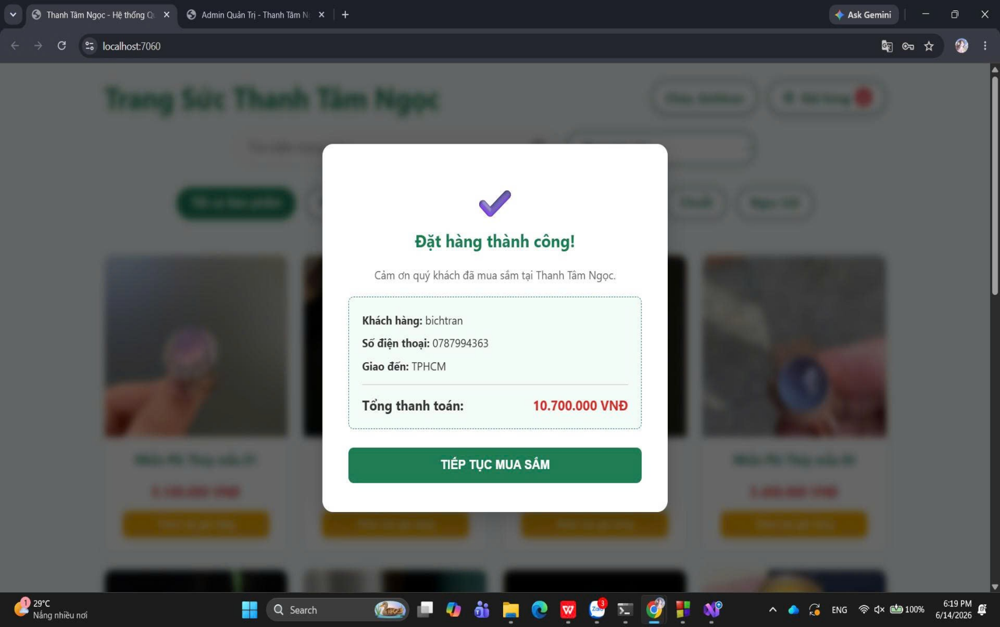 Thanh Tâm Ngọc - Hệ thống Q
Admin Quản Trị - Thanh Tâm N
Ask Gemini
localhost:7060
Trang Sức Thanh Tâm Ngọc
Đặt hàng thành công!
Cảm ơn quý khách đã mua sắm tại Thanh Tâm Ngọc.
Khách hàng: bichtran
Số điện thoại: 0787994363
Giao đến: TPHCM
Tổng thanh toán: 10.700.000 VNĐ
TIẾP TỤC MUA SẮM
1
29°C
Nắng nhiều nơi
Search
Zalo
3
ENG
100%
6:19 PM
6/14/2026